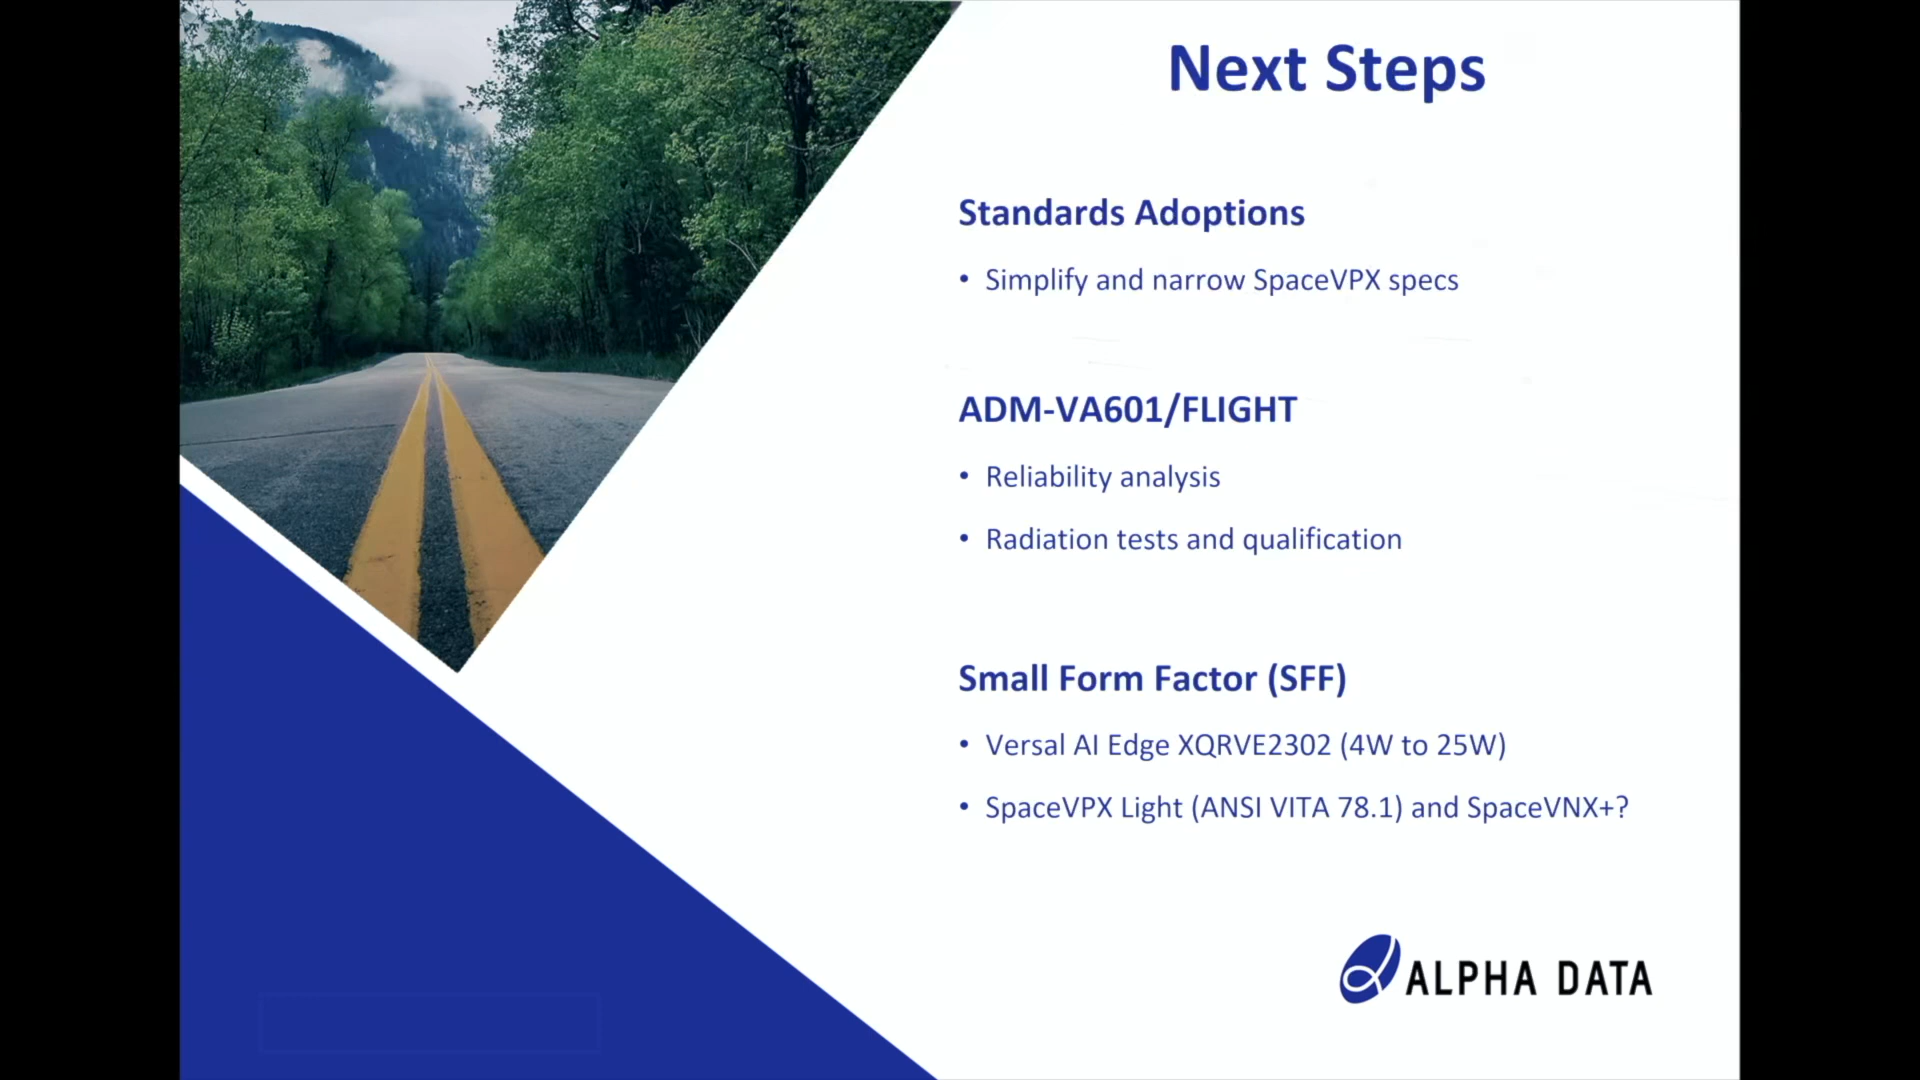 Next Steps
Standards Adoptions
• Simplify and narrow SpaceVPX specs
ADM-VA601/FLIGHT
• Reliability analysis
• Radiation tests and qualification
Small Form Factor (SFF)
• Versal AI Edge XQRVE2302 (4W to 25W)
• SpaceVPX Light (ANSI VITA 78.1) and SpaceVNX+?
ALPHA DATA